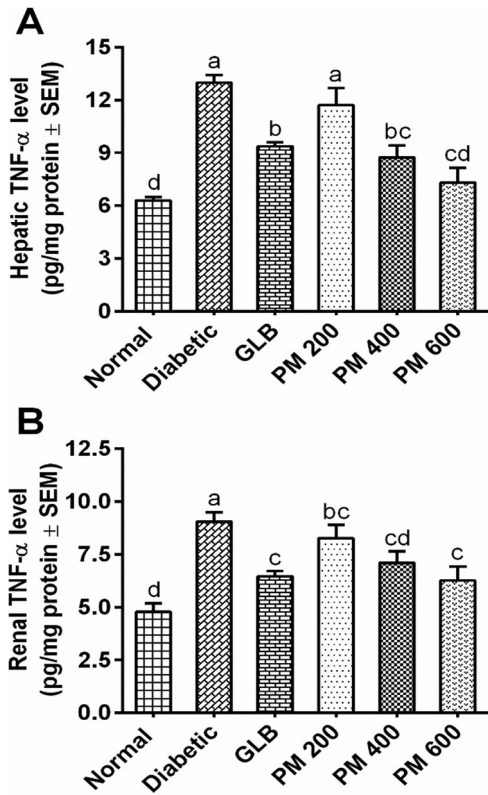 A
Hepatic TNF-α level
(pg/mg protein ± SEM)
15
12
9
6
3
0
d
a
b
a
bc
cd
Normal
Diabetic
GLB
PM 200
PM 400
PM 600
B
Renal TNF-α level
(pg/mg protein ± SEM)
12.5
10.0
7.5
5.0
2.5
0.0
d
a
c
bc
cd
c
Normal
Diabetic
GLB
PM 200
PM 400
PM 600